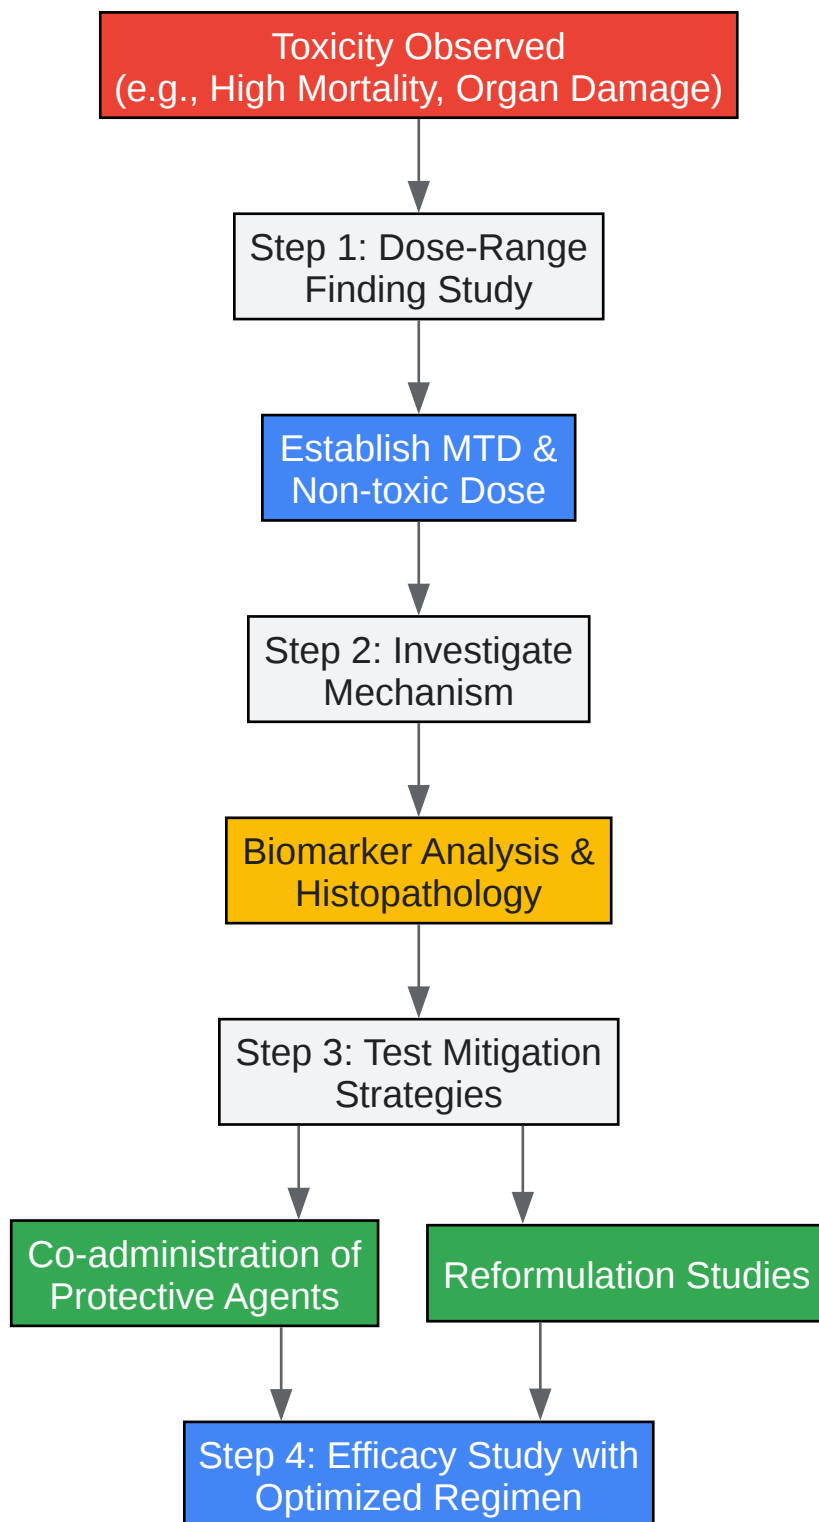 Toxicity Observed
(e.g., High Mortality, Organ Damage)
Step 1: Dose-Range
Finding Study
Establish MTD &
Non-toxic Dose
Step 2: Investigate
Mechanism
Biomarker Analysis &
Histopathology
Step 3: Test Mitigation
Strategies
Co-administration of
Protective Agents
Reformulation Studies
Step 4: Efficacy Study with
Optimized Regimen